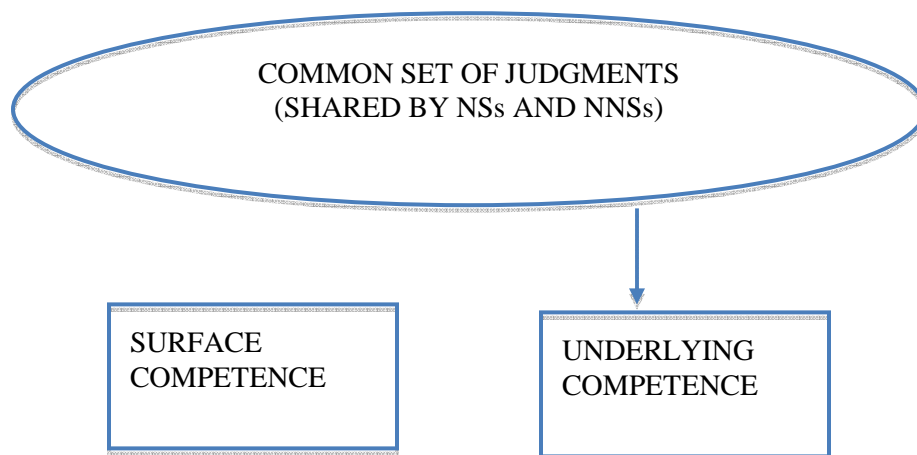 COMMON SET OF JUDGMENTS
(SHARED BY NSs AND NNSs)
SURFACE
COMPETENCE
UNDERLYING
COMPETENCE